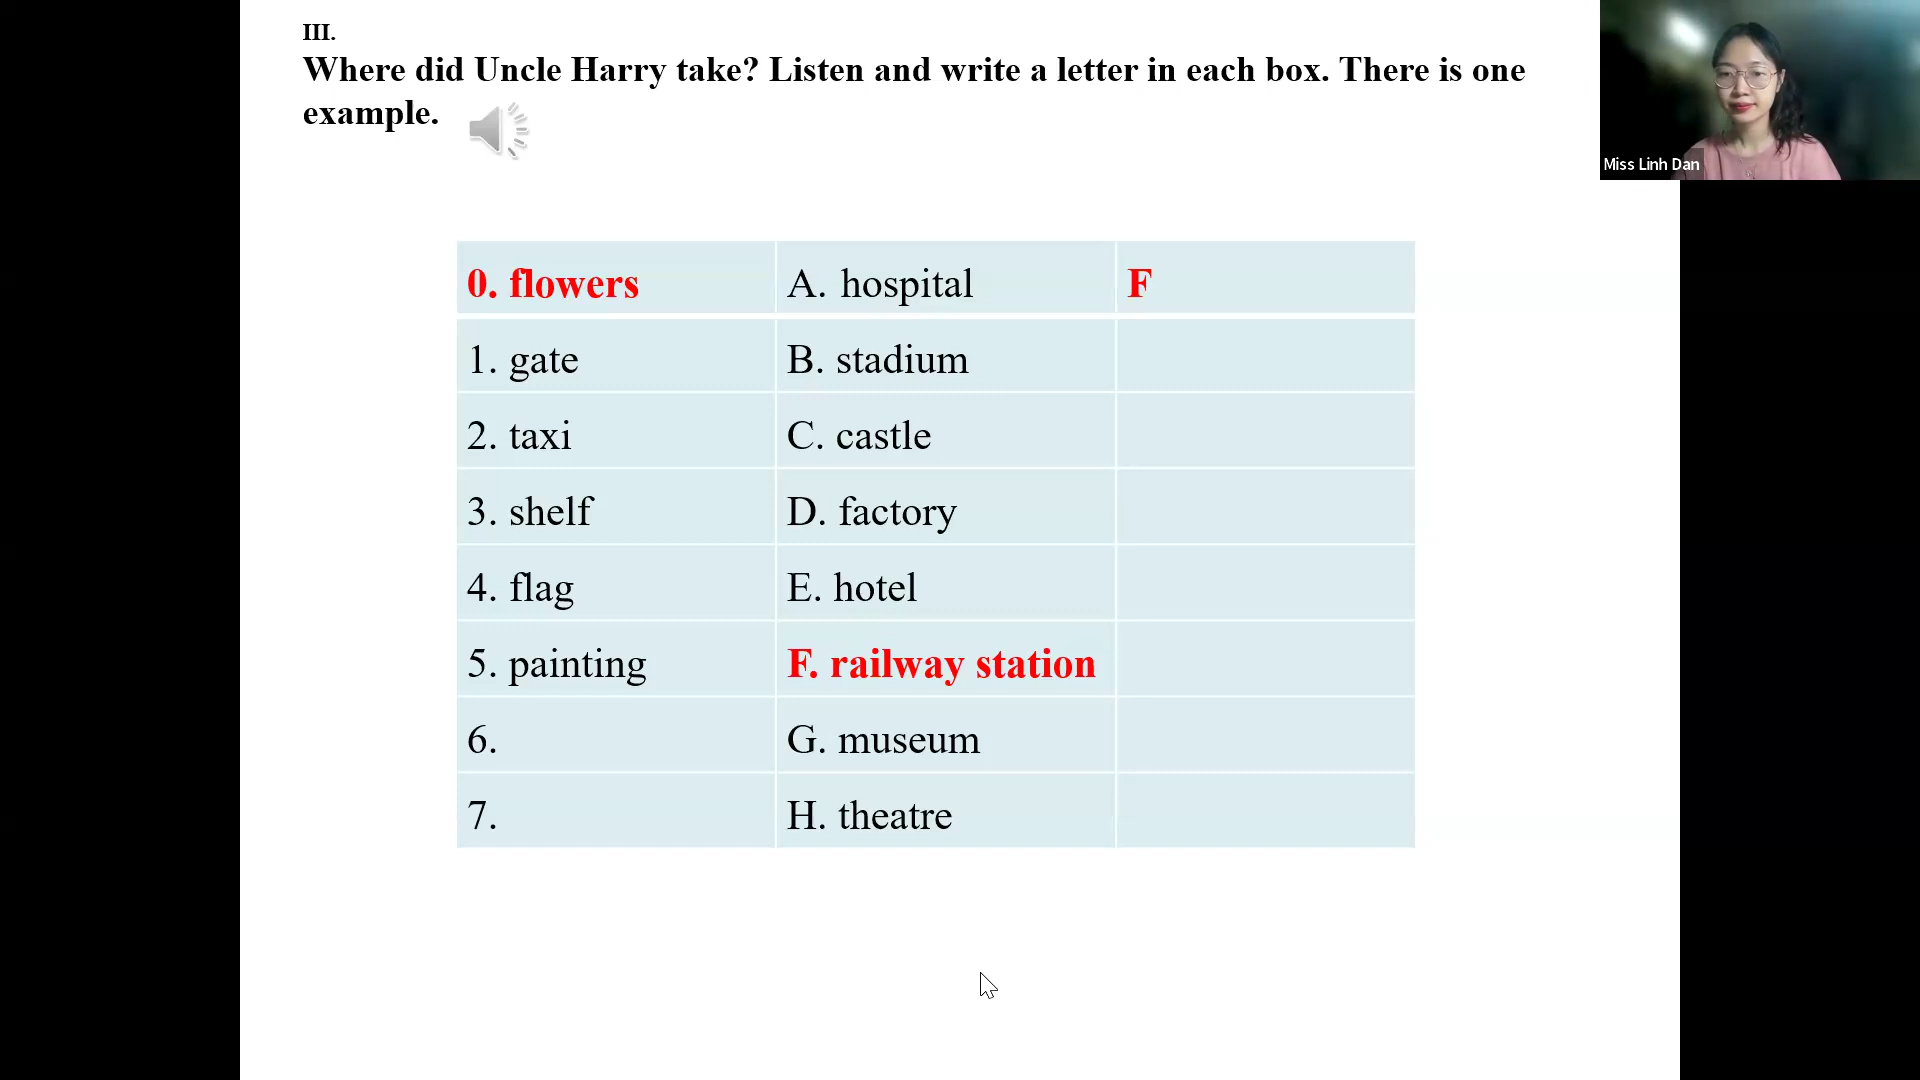 III.
Where did Uncle Harry take? Listen and write a letter in each box. There is one
example.
Miss Linh Dan
0. flowers A. hospital F
1. gate B. stadium
2. taxi C. castle
3. shelf D. factory
4. flag E. hotel
5. painting F. railway station
6. G. museum
7. H. theatre